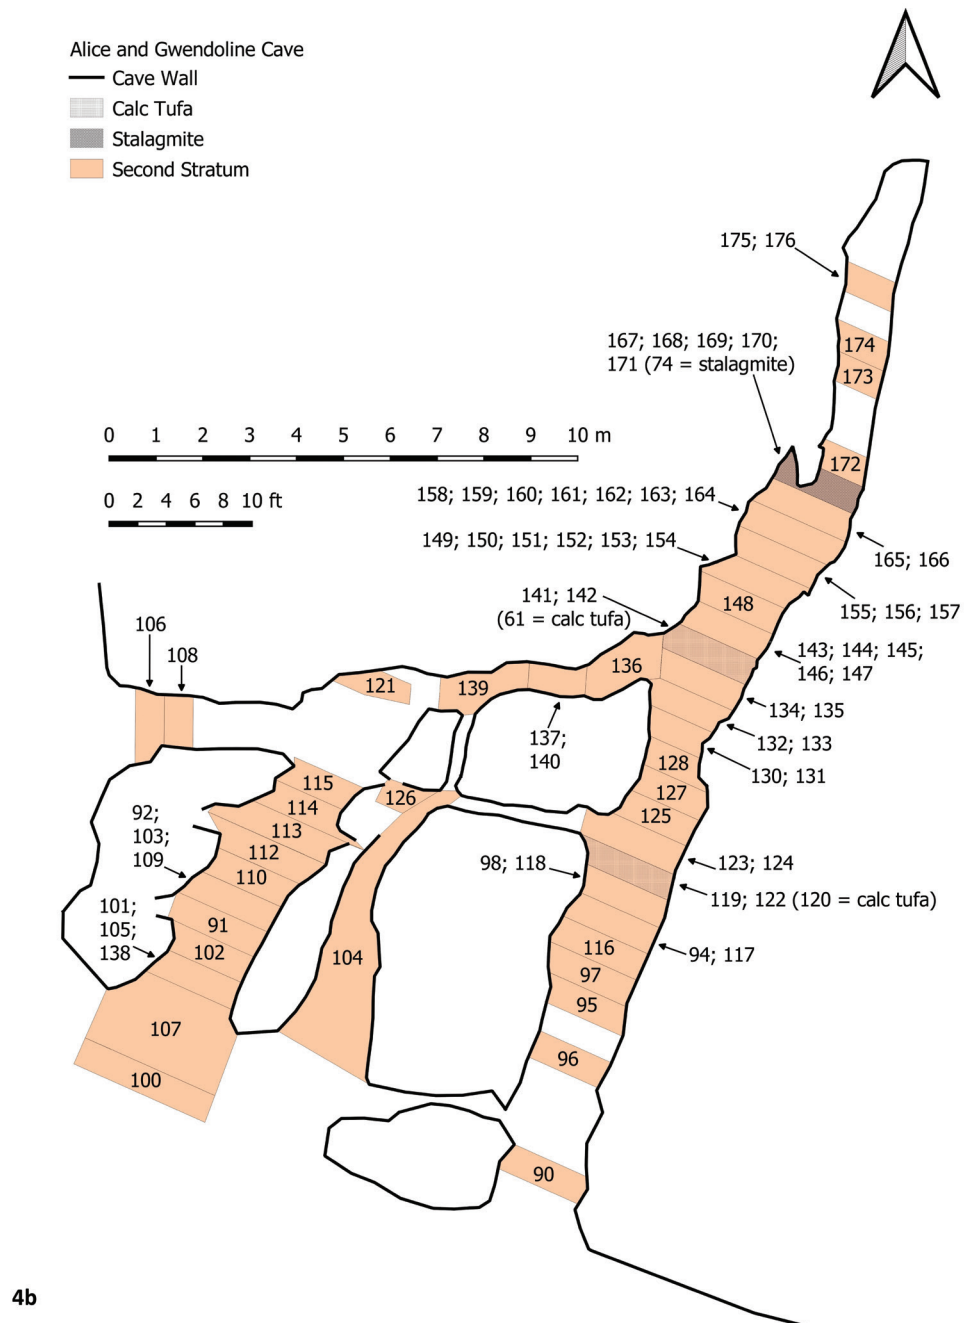 Alice and Gwendoline Cave
Cave Wall
Calc Tufa
Stalagmite
Second Stratum
175; 176
167; 168; 169; 170;
171 (74 = stalagmite)
174
173
0 1 2 3 4 5 6 7 8 9 10 m
172
158; 159; 160; 161; 162; 163; 164
0 2 4 6 8 10 ft
149; 150; 151; 152; 153; 154
165; 166
141; 142
(61 = calc tufa)
148
155; 156; 157
106
108
143; 144; 145;
146; 147
136
121
139
134; 135
132; 133
137;
140
128
130; 131
115
127
126
114
125
92;
103;
109
113
112
98; 118
123; 124
110
119; 122 (120 = calc tufa)
101;
105;
138
91
102
104
116
94; 117
97
95
107
96
100
90
4b